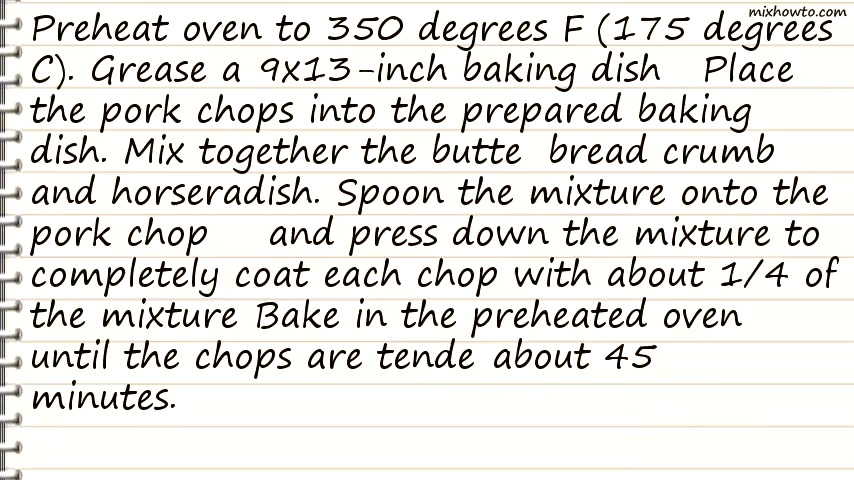 mixhowto.com
Preheat oven to 350 degrees F (175 degrees
C). Grease a 9x13-inch baking dish Place
the pork chops into the prepared baking
dish. Mix together the butte bread crumb
and horseradish. Spoon the mixture onto the
pork chop and press down the mixture to
completely coat each chop with about 1/4 of
the mixture Bake in the preheated oven
until the chops are tende about 45
minutes.